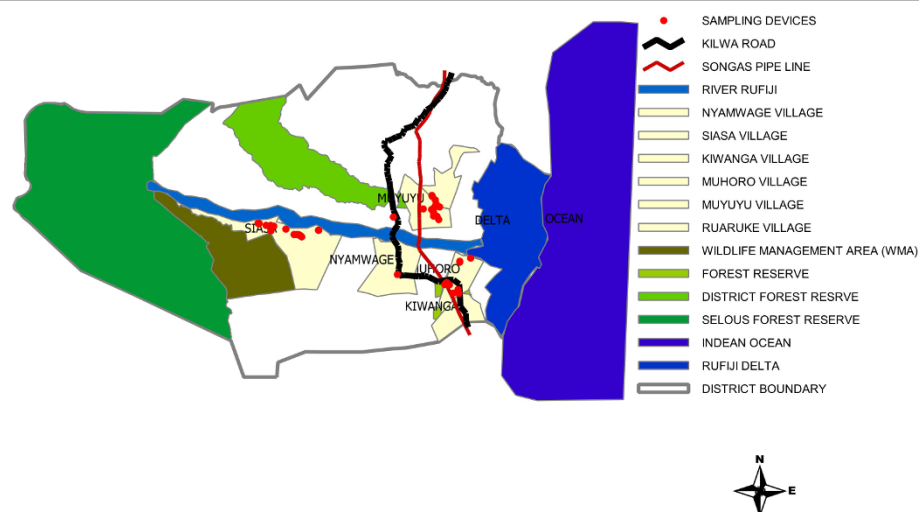 SAMPLING DEVICES
KILWA ROAD
SONGAS PIPE LINE
RIVER RUFIJI
NYAMWAGE VILLAGE
SIASA VILLAGE
KIWANGA VILLAGE
MUHORO VILLAGE
MUYUYU VILLAGE
RUARUKE VILLAGE
WILDLIFE MANAGEMENT AREA (WMA)
FOREST RESERVE
DISTRICT FOREST RESRVE
SELOUS FOREST RESERVE
INDEAN OCEAN
RUFIJI DELTA
DISTRICT BOUNDARY
MUYUYU
DELTA
OCEAN
SIASA
NYAMWAGE
UHORO
KIWANGA
N
E